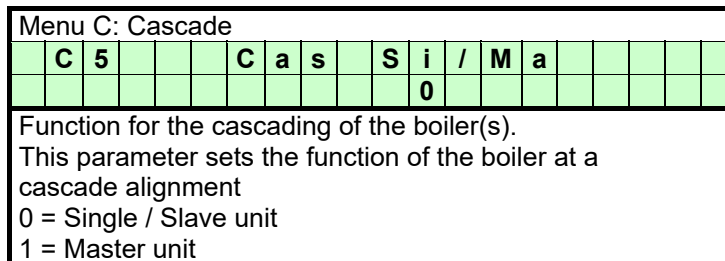 Menu C: Cascade
C5 Cas Si/Ma
0
Function for the cascading of the boiler(s).
This parameter sets the function of the boiler at a
cascade alignment
0 = Single / Slave unit
1 = Master unit